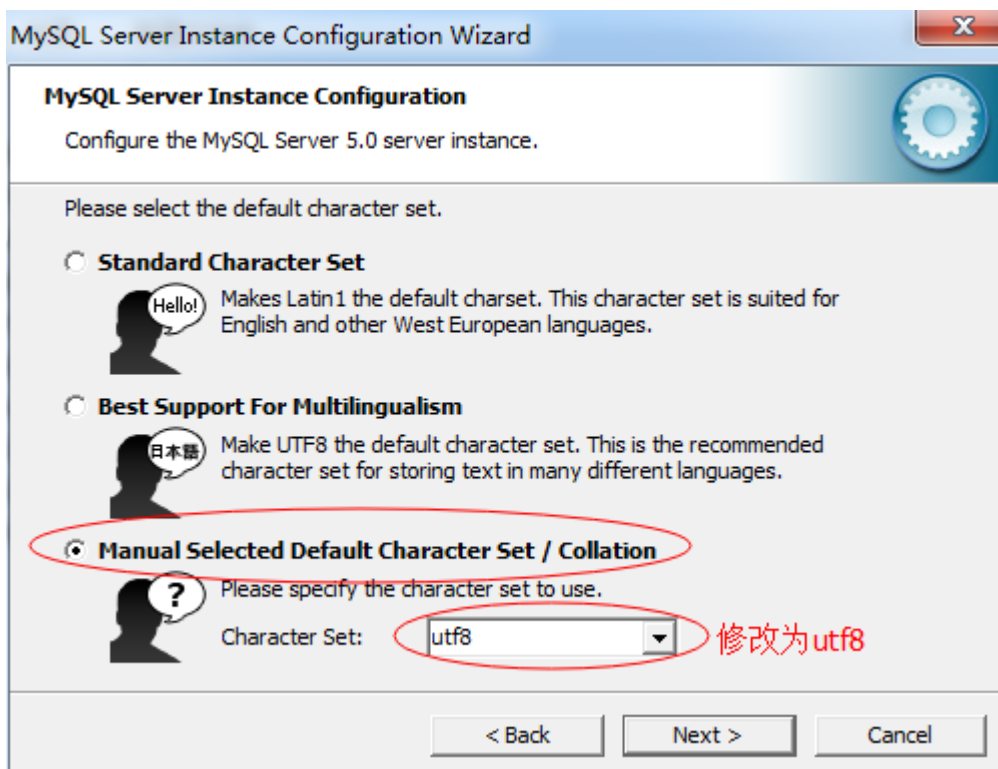 MySQL Server Instance Configuration Wizard
MySQL Server Instance Configuration
Configure the MySQL Server 5.0 server instance.
Please select the default character set.
Standard Character Set
Hello!
Makes Latin1 the default charset. This character set is suited for
English and other West European languages.
Best Support For Multilingualism
日本語
Make UTF8 the default character set. This is the recommended
character set for storing text in many different languages.
Manual Selected Default Character Set / Collation
?
Please specify the character set to use.
Character Set: utf8 修改为utf8
< Back Next > Cancel